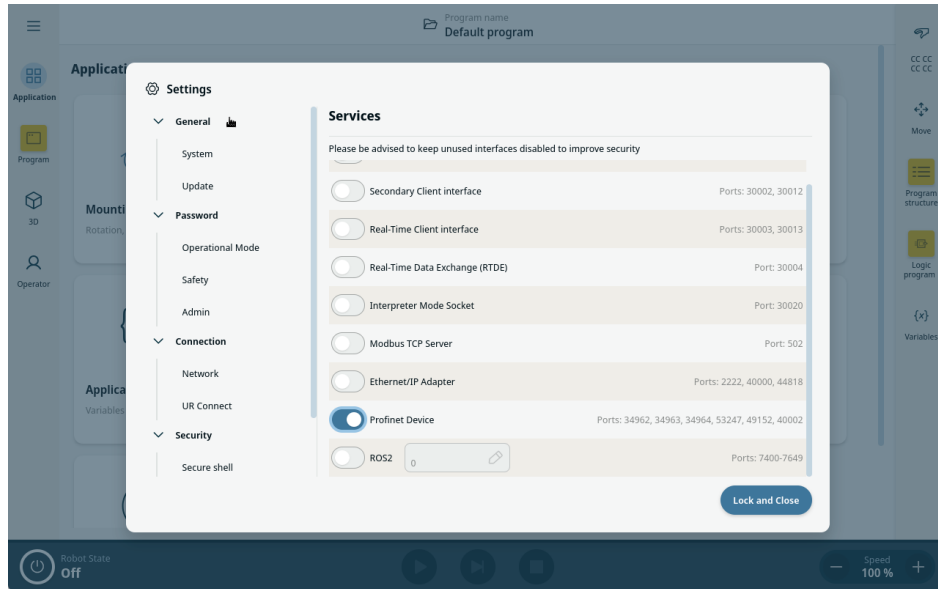 Program name
Default program
Applicati
Application
Program
3D
Operator
Mounti
Rotation,
Applica
Variables
Settings
General
System
Update
Password
Operational Mode
Safety
Admin
Connection
Network
UR Connect
Security
Secure shell
Services
Please be advised to keep unused interfaces disabled to improve security
Secondary Client interface Ports: 30002, 30012
Real-Time Client interface Ports: 30003, 30013
Real-Time Data Exchange (RTDE) Port: 30004
Interpreter Mode Socket Port: 30020
Modbus TCP Server Port: 502
Ethernet/IP Adapter Ports: 2222, 40000, 44818
Profinet Device Ports: 34962, 34963, 34964, 53247, 49152, 40002
ROS2 0 Ports: 7400-7649
Lock and Close
CC CC
CC CC
Move
Program
structure
Logic
program
{x}
Variables
Robot State
Off
Speed
100 %